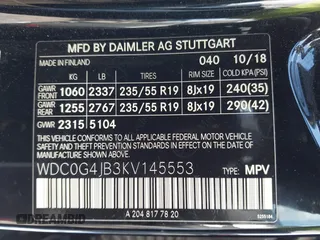 MFD BY DAIMLER AG STUTTGART
MADE IN FINLAND 040 10/18
KG LB TIRE SIZE RIM SIZE COLD KPA(PSI)
GAWR FRONT 1060 2337 235/55 R19 8Jx19 240(35)
GAWR REAR 1255 2767 235/55 R19 8Jx19 290(42)
GVWR 2315 5104
THIS VEHICLE CONFORMS TO ALL APPLICABLE
FEDERAL MOTOR VEHICLE SAFETY, BUMPER,
AND THEFT PREVENTION STANDARDS IN EFFECT
ON THE DATE OF MANUFACTURE SHOWN ABOVE.
WDC0G4JB3KV145553
TYPE: MPV
A 204 817 78 20
DREAMBID